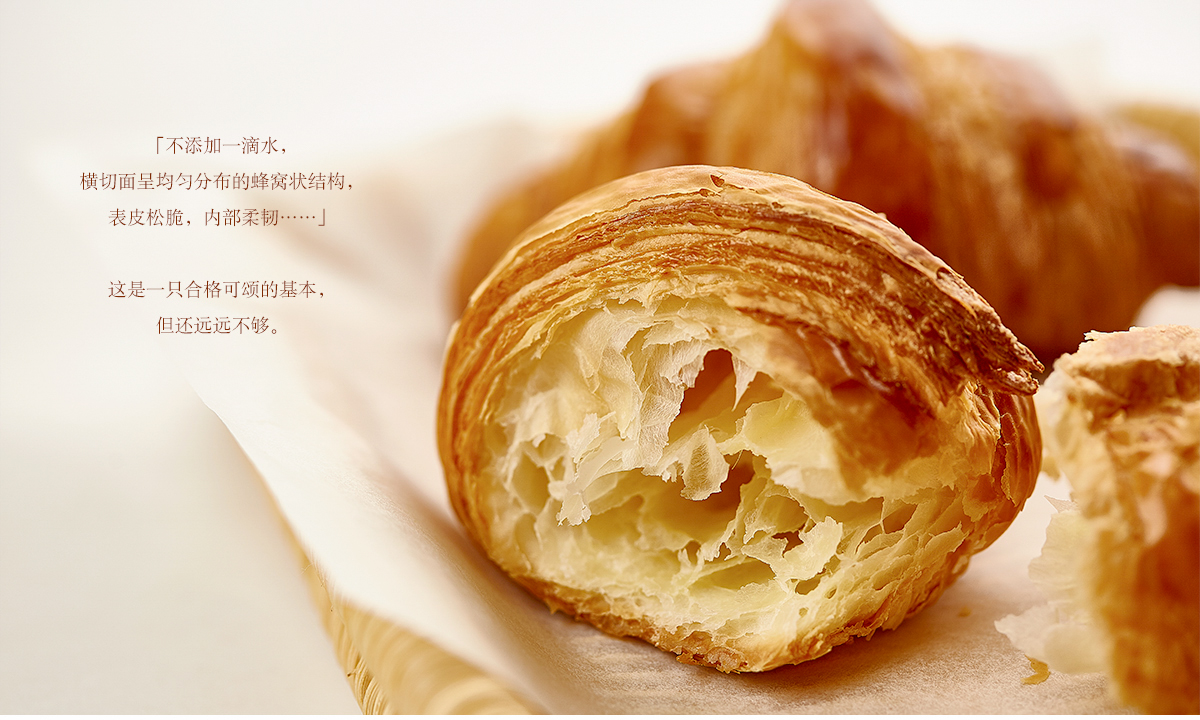 「不添加一滴水，
横切面呈均匀分布的蜂窝状结构，
表皮松脆，内部柔韧……」
这是一只合格可颂的基本，
但还远远不够。